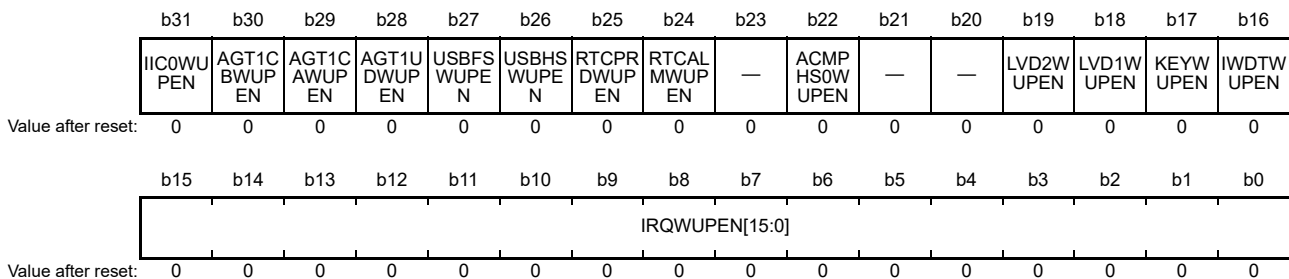 b31 b30 b29 b28 b27 b26 b25 b24 b23 b22 b21 b20 b19 b18 b17 b16
IIC0WU AGT1C AGT1C AGT1U USBFS USBHS RTCPR RTCAL — ACMP — — LVD2W LVD1W KEYW IWDTW
PEN BWUP AWUP DWUP WUPE WUPE DWUP MWUP HS0W UPEN UPEN UPEN UPEN
EN EN EN N N EN EN UPEN
Value after reset: 0 0 0 0 0 0 0 0 0 0 0 0 0 0 0 0
b15 b14 b13 b12 b11 b10 b9 b8 b7 b6 b5 b4 b3 b2 b1 b0
IRQWUPEN[15:0]
Value after reset: 0 0 0 0 0 0 0 0 0 0 0 0 0 0 0 0